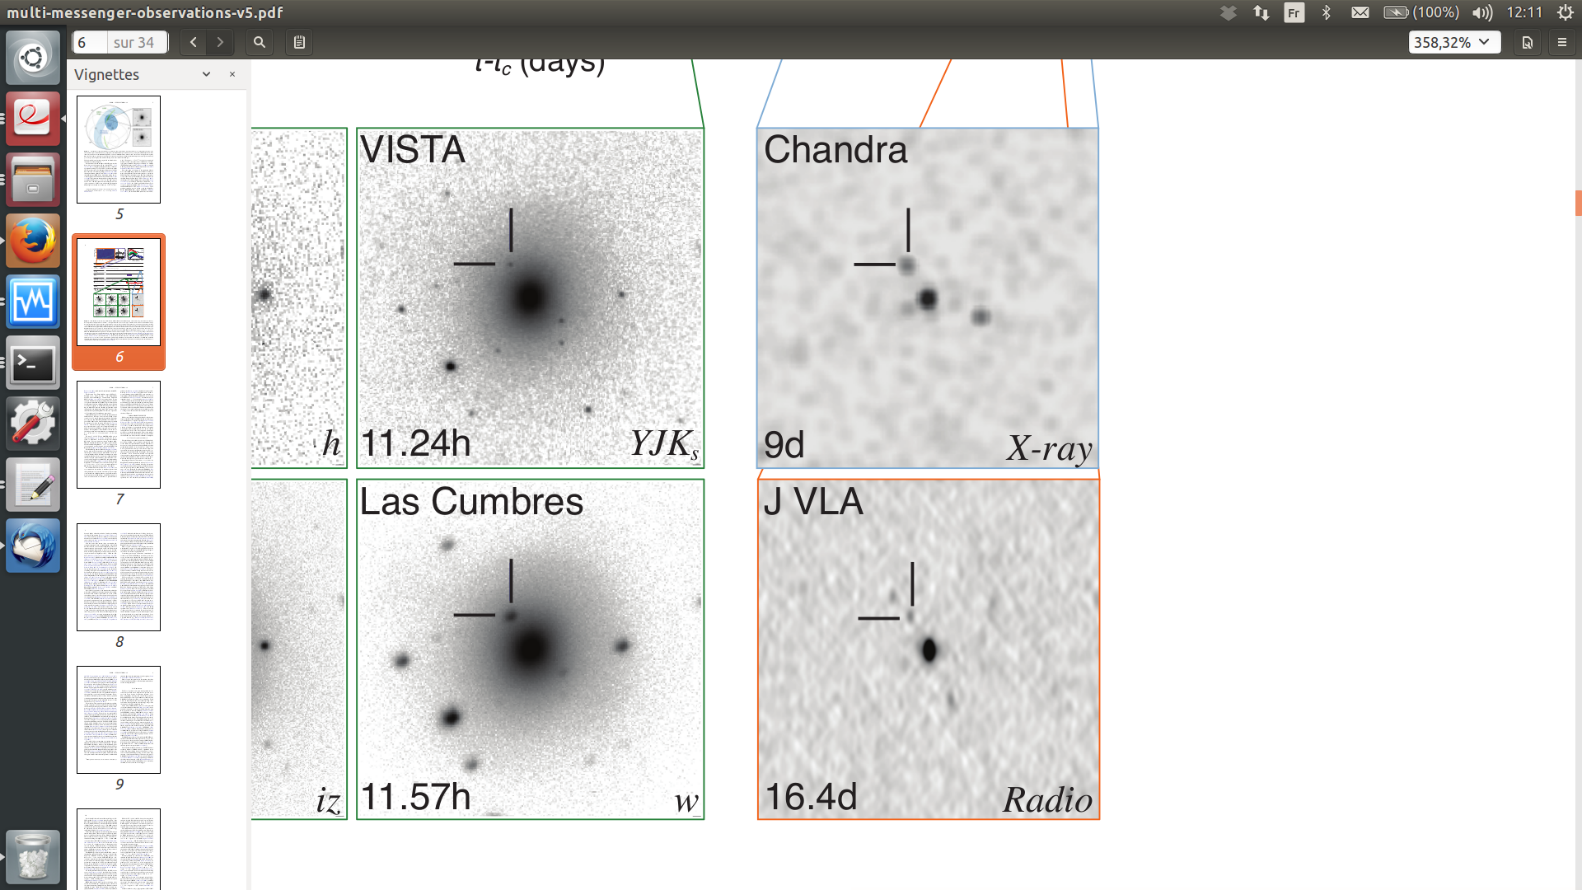 multi-messenger-observations-v5.pdf
Fr
(100%)
12:11
6 sur 34
358,32%
Vignettes
5
6
7
8
9
t-tc (days)
h
VISTA
11.24h
YJKs
Chandra
9d
X-ray
iz
Las Cumbres
11.57h
w
J VLA
16.4d
Radio